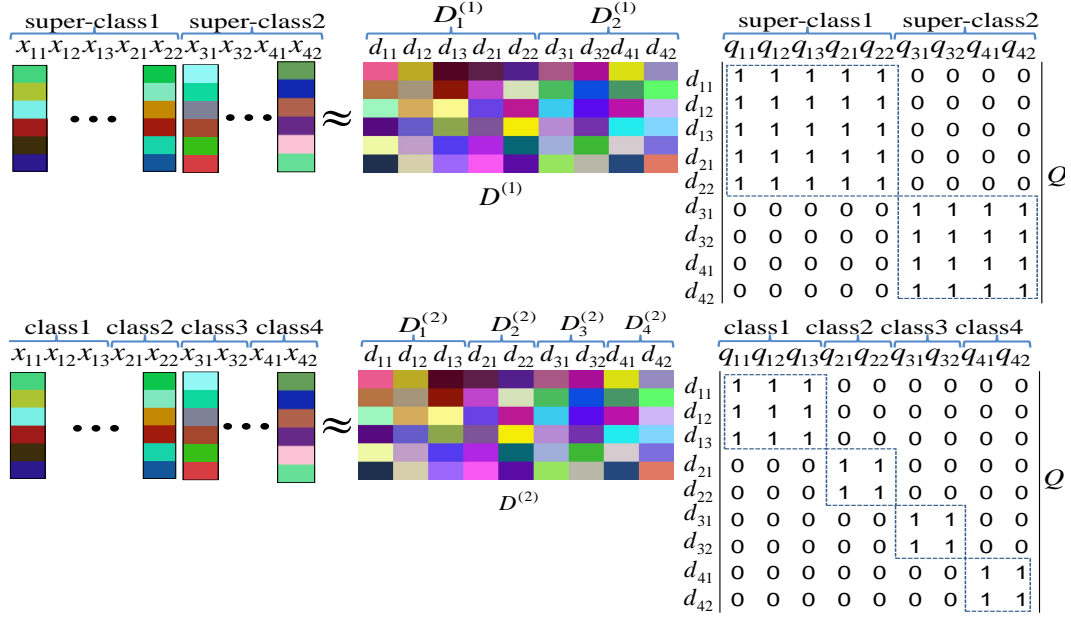 super-class1 super-class2
x11 x12 x13 x21 x22 x31 x32 x41 x42
≈
D1(1) D2(1)
d11 d12 d13 d21 d22 d31 d32 d41 d42
D(1)
super-class1 super-class2
q11 q12 q13 q21 q22 q31 q32 q41 q42
d11 1 1 1 1 1 0 0 0 0
d12 1 1 1 1 1 0 0 0 0
d13 1 1 1 1 1 0 0 0 0
d21 1 1 1 1 1 0 0 0 0
d22 1 1 1 1 1 0 0 0 0
d31 0 0 0 0 0 1 1 1 1
d32 0 0 0 0 0 1 1 1 1
d41 0 0 0 0 0 1 1 1 1
d42 0 0 0 0 0 1 1 1 1
Q
class1 class2 class3 class4
x11 x12 x13 x21 x22 x31 x32 x41 x42
≈
D1(2) D2(2) D3(2) D4(2)
d11 d12 d13 d21 d22 d31 d32 d41 d42
D(2)
class1 class2 class3 class4
q11 q12 q13 q21 q22 q31 q32 q41 q42
d11 1 1 1 0 0 0 0 0 0
d12 1 1 1 0 0 0 0 0 0
d13 1 1 1 0 0 0 0 0 0
d21 0 0 0 1 1 0 0 0 0
d22 0 0 0 1 1 0 0 0 0
d31 0 0 0 0 0 1 1 0 0
d32 0 0 0 0 0 1 1 0 0
d41 0 0 0 0 0 0 0 1 1
d42 0 0 0 0 0 0 0 1 1
Q